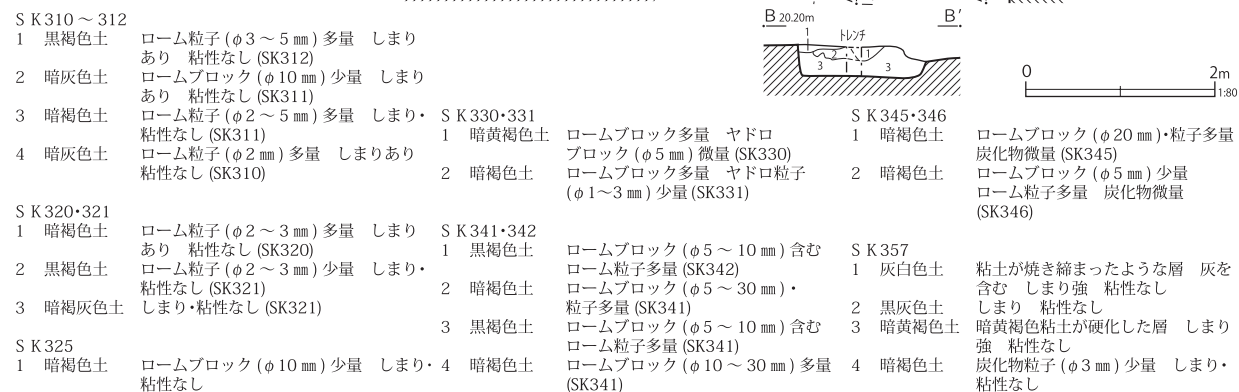 S K310～312
1　黒褐色土　ローム粒子(φ3～5㎜)多量　しまり
あり　粘性なし(SK312)
2　暗灰色土　ロームブロック(φ10㎜)少量　しまり
あり　粘性なし(SK311)
3　暗褐色土　ローム粒子(φ2～5㎜)多量　しまり・
粘性なし(SK311)
4　暗灰色土　ローム粒子(φ2㎜)多量　しまりあり
粘性なし(SK310)
S K320・321
1　暗褐色土　ローム粒子(φ2～3㎜)多量　しまり
あり　粘性なし(SK320)
2　黒褐色土　ローム粒子(φ2～3㎜)少量　しまり・
粘性なし(SK321)
3　暗褐灰色土　しまり・粘性なし(SK321)
S K325
1　暗褐色土　ロームブロック(φ10㎜)少量　しまり・
粘性なし
S K330・331
1　暗黄褐色土　ロームブロック多量　ヤドロ
ブロック(φ5㎜)微量(SK330)
2　暗褐色土　ロームブロック多量　ヤドロ粒子
(φ1～3㎜)少量(SK331)
S K341・342
1　黒褐色土　ロームブロック(φ5～10㎜)含む
ローム粒子多量(SK342)
2　暗褐色土　ロームブロック(φ5～30㎜)・
粒子多量(SK341)
3　黒褐色土　ロームブロック(φ5～10㎜)含む
ローム粒子多量(SK341)
4　暗褐色土　ロームブロック(φ10～30㎜)多量
(SK341)
B 20.20m　B′
トレンチ
1
2
1
3
3
0　2m
1:80
S K345・346
1　暗褐色土　ロームブロック(φ20㎜)・粒子多量
炭化物微量(SK345)
2　暗褐色土　ロームブロック(φ5㎜)少量
ローム粒子多量　炭化物微量
(SK346)
S K357
1　灰白色土　粘土が焼き締まったような層　灰を
含む　しまり強　粘性なし
2　黒灰色土　しまり　粘性なし
3　暗黄褐色土　暗黄褐色粘土が硬化した層　しまり
強　粘性なし
4　暗褐色土　炭化物粒子(φ3㎜)少量　しまり・
粘性なし